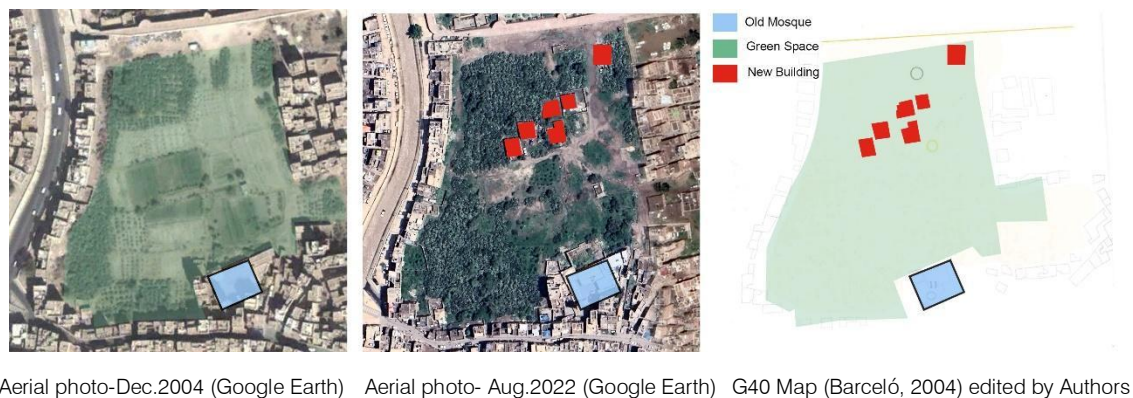 Old Mosque
Green Space
New Building
Aerial photo-Dec.2004 (Google Earth) Aerial photo- Aug.2022 (Google Earth) G40 Map (Barceló, 2004) edited by Authors